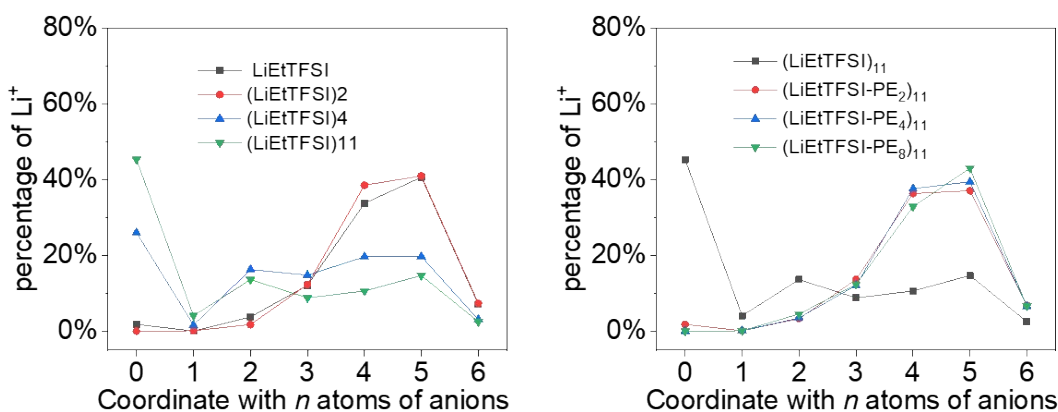 80%
60%
40%
20%
0%
percentage of Li⁺
LiEtTFSI
(LiEtTFSI)2
(LiEtTFSI)4
(LiEtTFSI)11
0 1 2 3 4 5 6
Coordinate with n atoms of anions
80%
60%
40%
20%
0%
percentage of Li⁺
(LiEtTFSI)₁₁
(LiEtTFSI-PE₂)₁₁
(LiEtTFSI-PE₄)₁₁
(LiEtTFSI-PE₈)₁₁
0 1 2 3 4 5 6
Coordinate with n atoms of anions